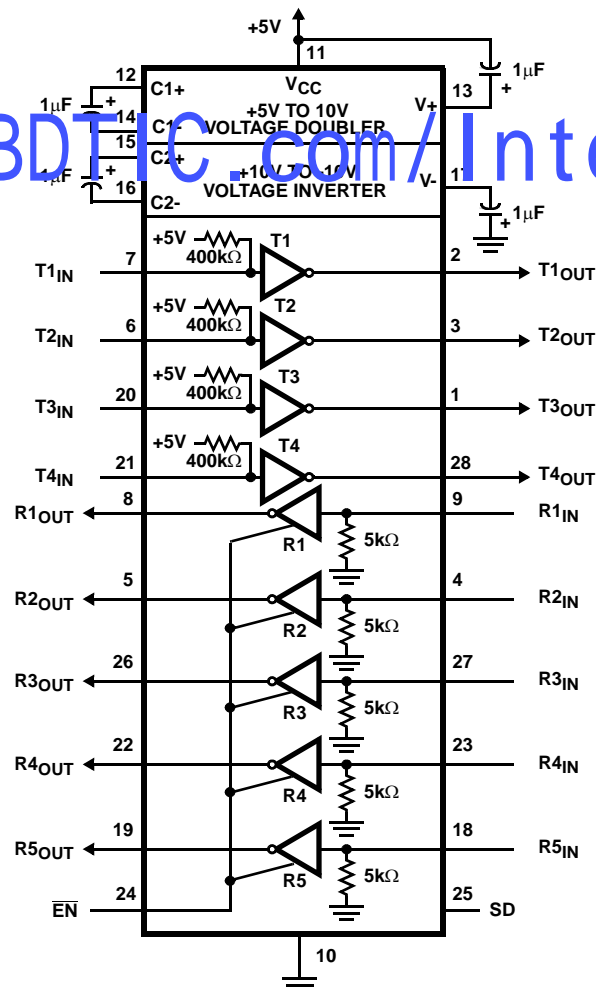 +5V
11
12
C1+
VCC
V+
13
1µF
+
1µF
+
14
C1-
+5V TO 10V
VOLTAGE DOUBLER
BDTIC.com/Inte
15
C2+
1µF
+
16
C2-
+10V TO -10V
VOLTAGE INVERTER
V-
17
1µF
+
+5V
400kΩ
T1
T1IN
7
2
T1OUT
+5V
400kΩ
T2
T2IN
6
3
T2OUT
+5V
400kΩ
T3
T3IN
20
1
T3OUT
+5V
400kΩ
T4
T4IN
21
28
T4OUT
R1OUT
8
R1
9
R1IN
5kΩ
R2OUT
5
R2
4
R2IN
5kΩ
R3OUT
26
R3
27
R3IN
5kΩ
R4OUT
22
R4
23
R4IN
5kΩ
R5OUT
19
R5
18
R5IN
5kΩ
EN
24
25
SD
10